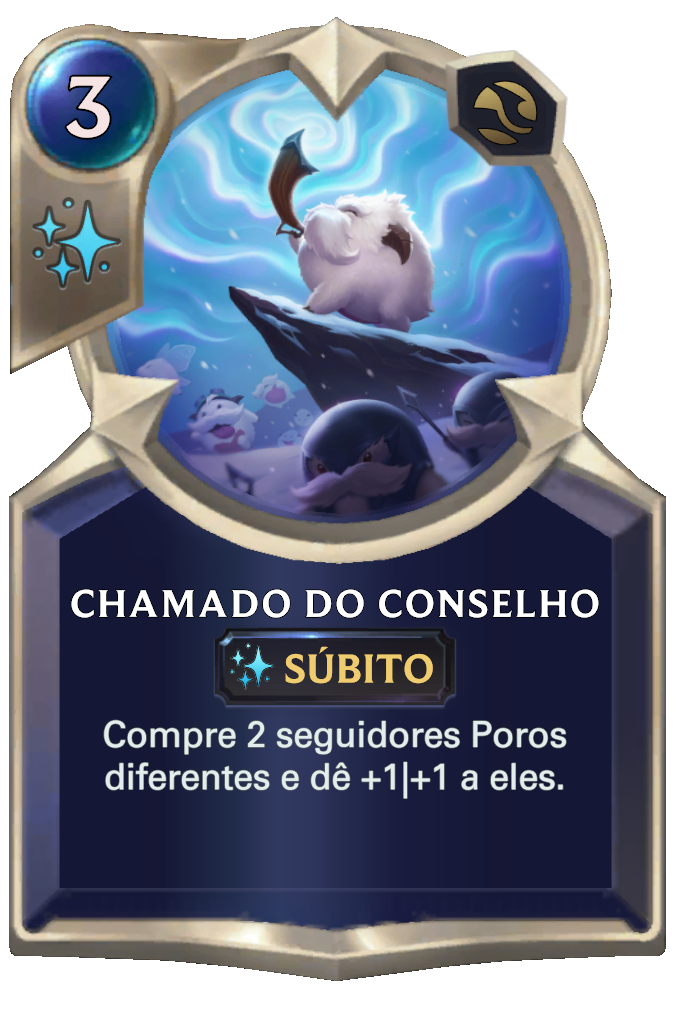 3
CHAMADO DO CONSELHO
SÚBITO
Compre 2 seguidores Poros
diferentes e dê +1|+1 a eles.